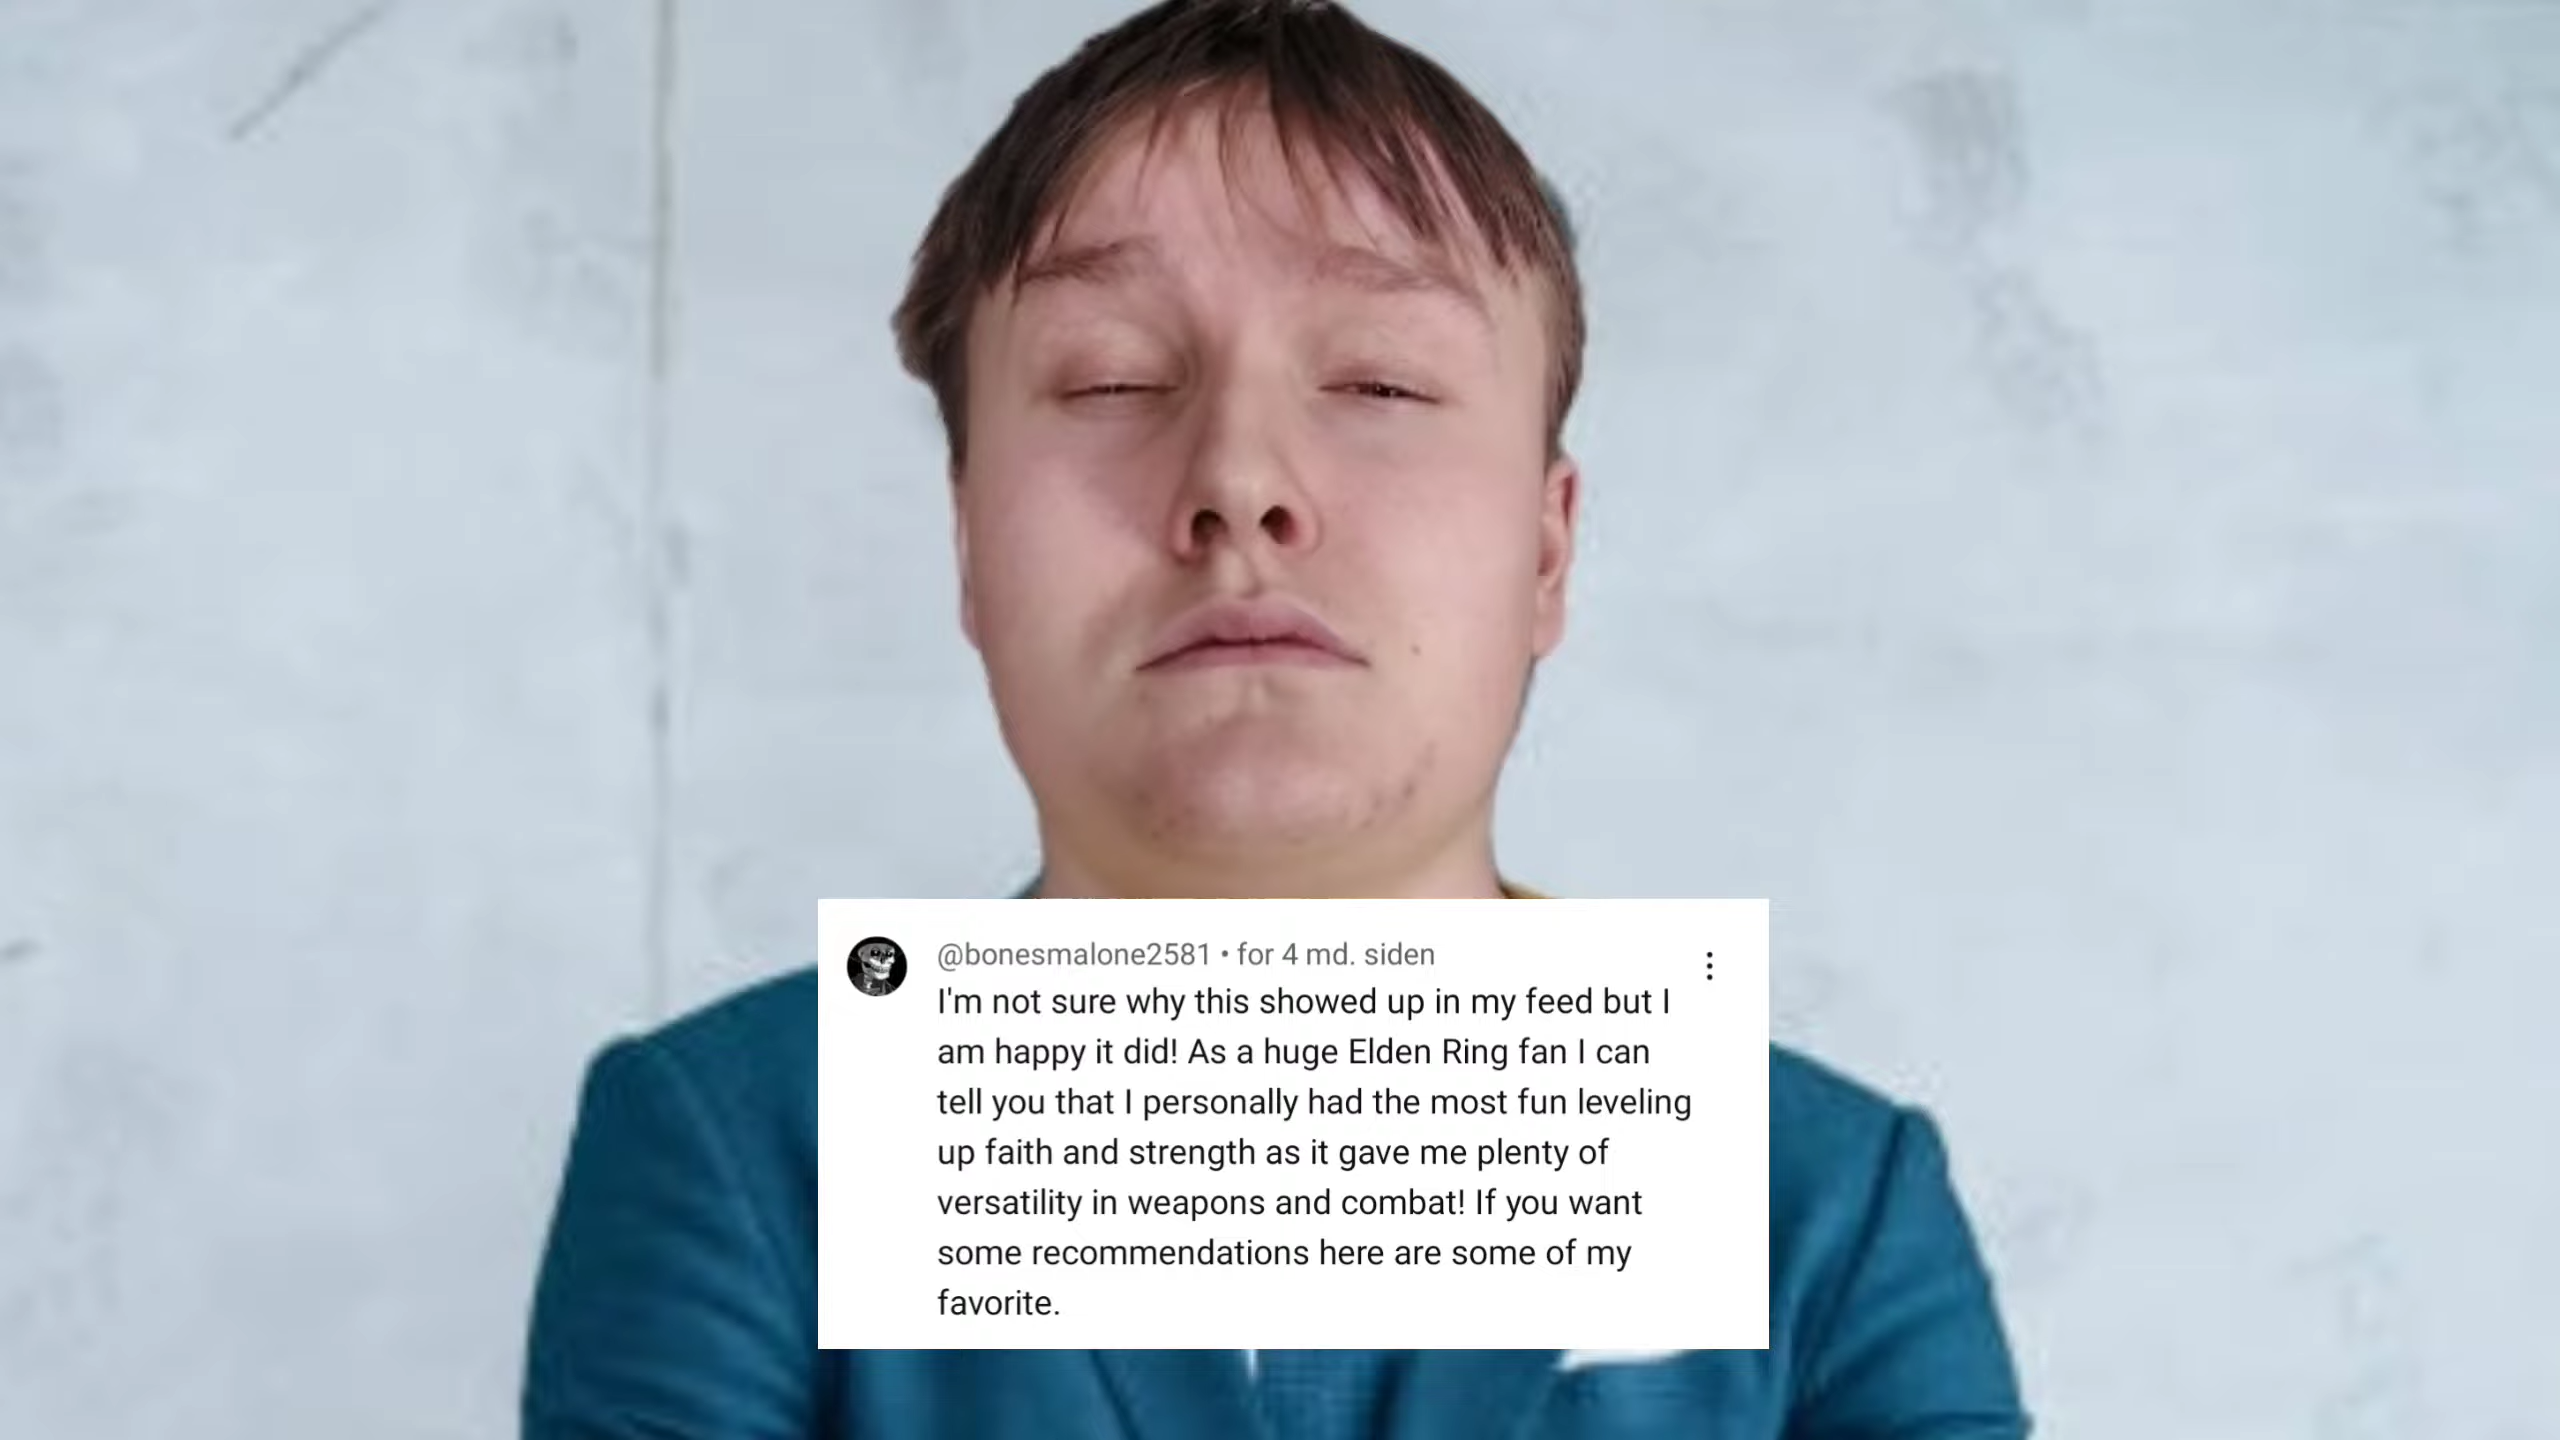 @bonesmalone2581 • for 4 md. siden
I'm not sure why this showed up in my feed but I
am happy it did! As a huge Elden Ring fan I can
tell you that I personally had the most fun leveling
up faith and strength as it gave me plenty of
versatility in weapons and combat! If you want
some recommendations here are some of my
favorite.